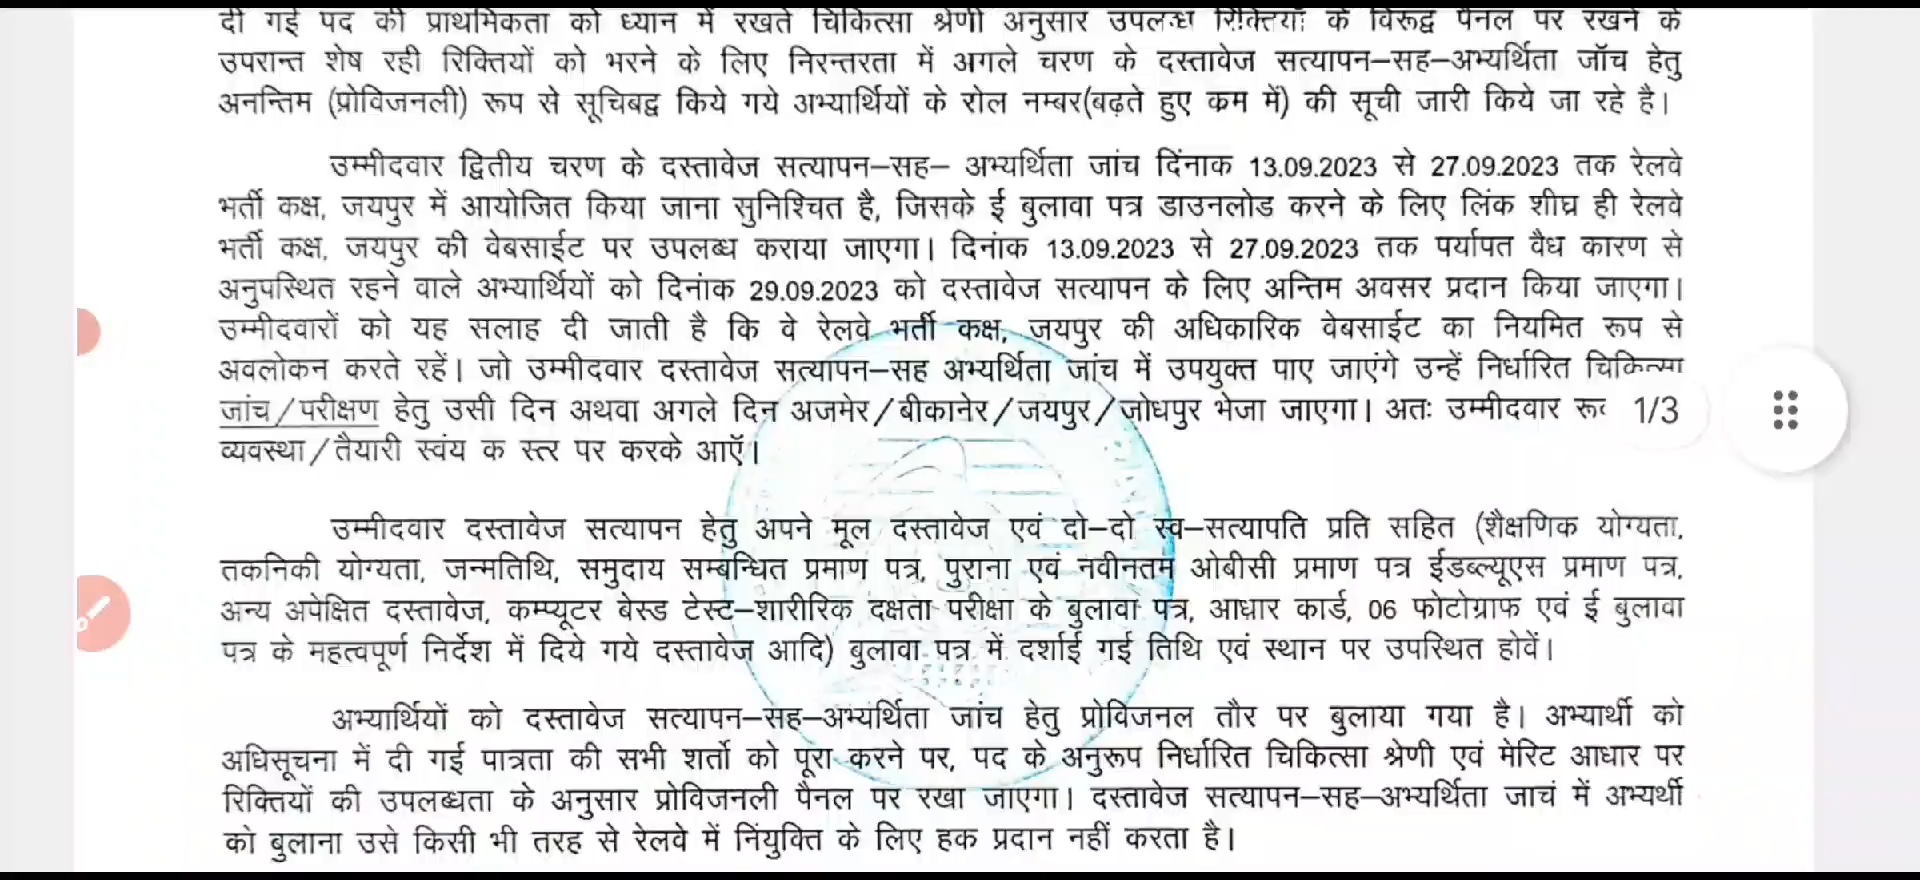 दी गई पद की प्राथमिकता को ध्यान में रखते चिकित्सा श्रेणी अनुसार उपलब्ध रिक्तियों के विरूद्व पैनल पर रखने के
उपरान्त शेष रही रिक्तियों को भरने के लिए निरन्तरता में अगले चरण के दस्तावेज सत्यापन–सह–अभ्यर्थिता जॉच हेतु
अनन्तिम (प्रोविजनली) रूप से सूचिबद्व किये गये अभ्यार्थियों के रोल नम्बर(बढ़ते हुए कम में) की सूची जारी किये जा रहे है।
उम्मीदवार द्वितीय चरण के दस्तावेज सत्यापन–सह– अभ्यर्थिता जांच दिंनाक 13.09.2023 से 27.09.2023 तक रेलवे
भर्ती कक्ष, जयपुर में आयोजित किया जाना सुनिश्चित है, जिसके ई बुलावा पत्र डाउनलोड करने के लिए लिंक शीघ्र ही रेलवे
भर्ती कक्ष, जयपुर की वेबसाईट पर उपलब्ध कराया जाएगा। दिनांक 13.09.2023 से 27.09.2023 तक पर्यापत वैध कारण से
अनुपस्थित रहने वाले अभ्यार्थियों को दिनांक 29.09.2023 को दस्तावेज सत्यापन के लिए अन्तिम अवसर प्रदान किया जाएगा।
उम्मीदवारों को यह सलाह दी जाती है कि वे रेलवे भर्ती कक्ष, जयपुर की अधिकारिक वेबसाईट का नियमित रूप से
अवलोकन करते रहें। जो उम्मीदवार दस्तावेज सत्यापन–सह अभ्यर्थिता जांच में उपयुक्त पाए जाएंगे उन्हें निर्धारित चिकित्सा
जांच/परीक्षण हेतु उसी दिन अथवा अगले दिन अजमेर/बीकानेर/जयपुर/जोधपुर भेजा जाएगा। अतः उम्मीदवार 1/3
व्यवस्था/तैयारी स्वंय क स्त्र पर करके आऍ।
उम्मीदवार दस्तावेज सत्यापन हेतु अपने मूल दस्तावेज एवं दो–दो स्व–सत्यापति प्रति सहित (शैक्षणिक योग्यता,
तकनिकी योग्यता, जन्मतिथि, समुदाय सम्बन्धित प्रमाण पत्र, पुराना एवं नवीनतम ओबीसी प्रमाण पत्र ईडब्ल्यूएस प्रमाण पत्र,
अन्य अपेक्षित दस्तावेज, कम्प्यूटर बेस्ड टेस्ट–शारीरिक दक्षता परीक्षा के बुलावा पत्र, आधार कार्ड, 06 फोटोग्राफ एवं ई बुलावा
पत्र के महत्वपूर्ण निर्देश में दिये गये दस्तावेज आदि) बुलावा पत्र में दर्शाई गई तिथि एवं स्थान पर उपस्थित होवें।
अभ्यार्थियों को दस्तावेज सत्यापन–सह–अभ्यर्थिता जांच हेतु प्रोविजनल तौर पर बुलाया गया है। अभ्यार्थी को
अधिसूचना में दी गई पात्रता की सभी शर्तो को पूरा करने पर, पद के अनुरूप निर्धारित चिकित्सा श्रेणी एवं मेरिट आधार पर
रिक्तियों की उपलब्धता के अनुसार प्रोविजनली पैनल पर रखा जाएगा। दस्तावेज सत्यापन–सह–अभ्यर्थिता जाचं में अभ्यर्थी
को बुलाना उसे किसी भी तरह से रेलवे में निंयुक्ति के लिए हक प्रदान नहीं करता है।